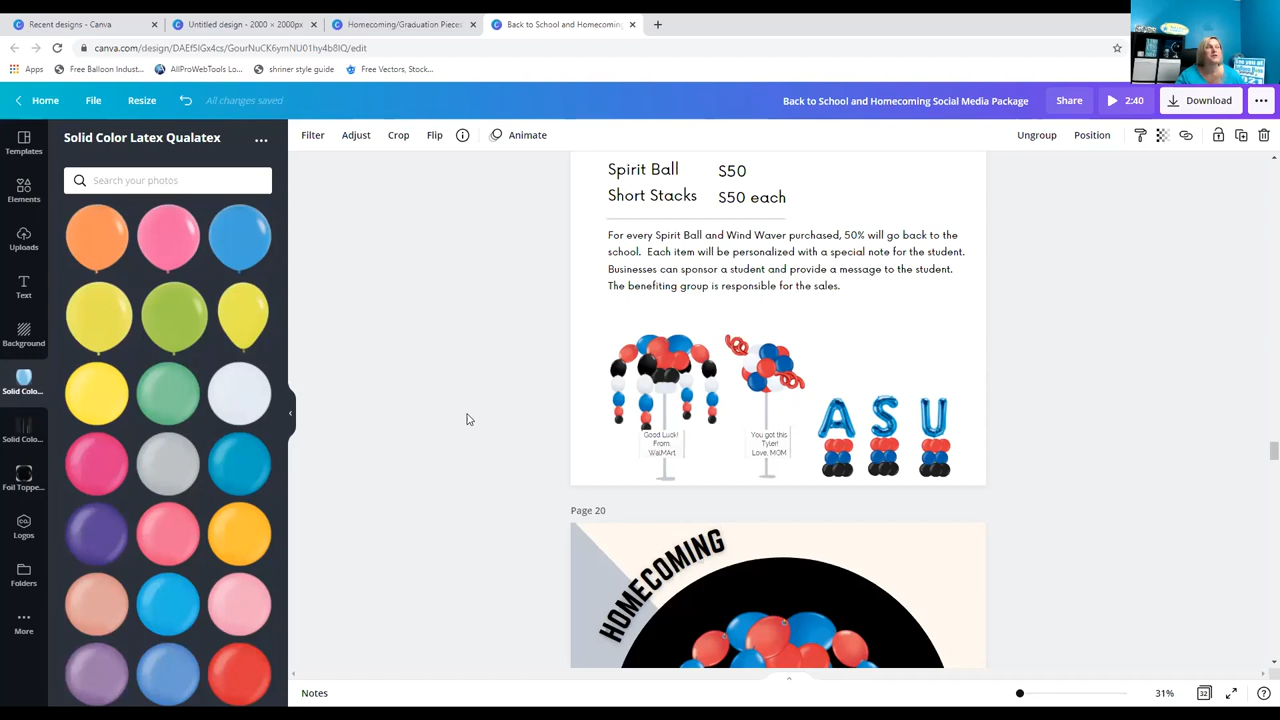 Recent designs - Canva
Untitled design - 2000 × 2000px
Homecoming/Graduation Pieces
Back to School and Homecoming
canva.com/design/DAEf5IGx4cs/GourNuCK6ymNU01hy4b8IQ/edit
Apps
Free Balloon Indust...
AllProWebTools Lo...
shriner style guide
Free Vectors, Stock...
Home
File
Resize
All changes saved
Back to School and Homecoming Social Media Package
Share
2:40
Download
Solid Color Latex Qualatex
Filter
Adjust
Crop
Flip
Animate
Ungroup
Position
Templates
Search your photos
Elements
Uploads
Text
Background
Solid Colo...
Solid Colo...
Foil Toppe...
Logos
Folders
More
Spirit Ball S50
Short Stacks S50 each
For every Spirit Ball and Wind Waver purchased, 50% will go back to the
school. Each item will be personalized with a special note for the student.
Businesses can sponsor a student and provide a message to the student.
The benefiting group is responsible for the sales.
Good Luck!
From,
WalMArt
You got this
Tyler!
Love, MOM
A S U
Page 20
HOMECOMING
Notes
31%
32